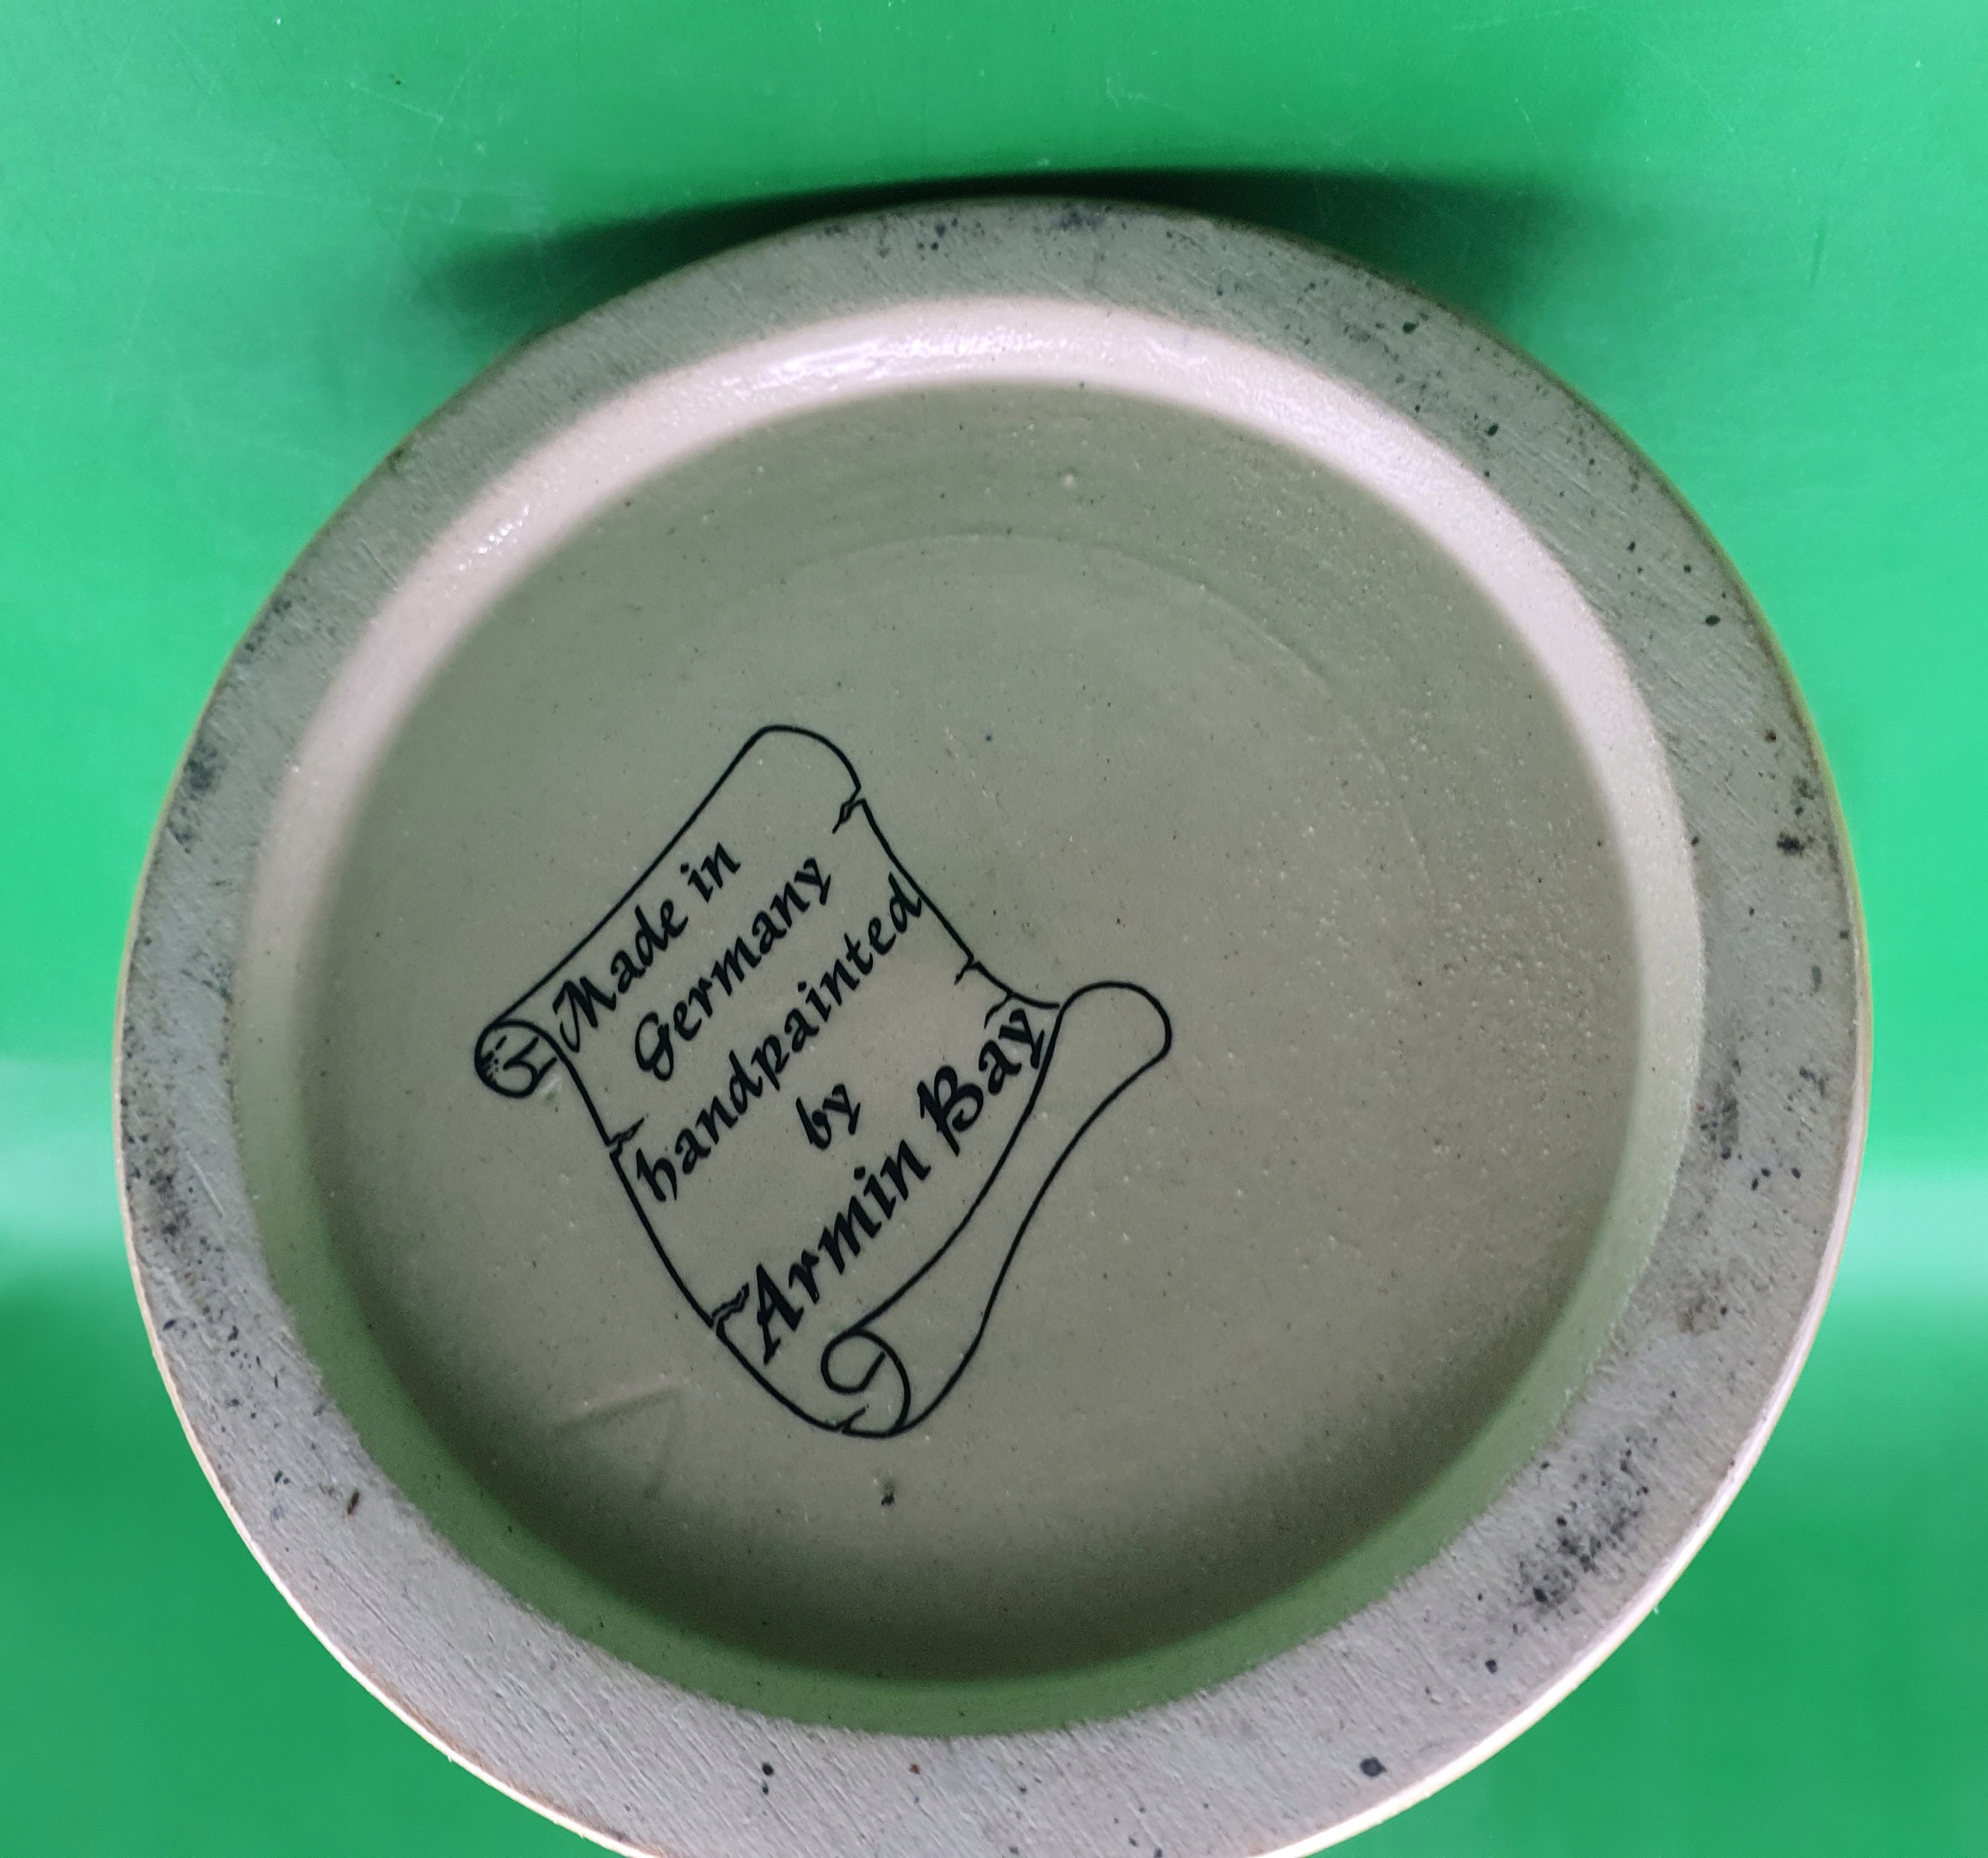 Made in
Germany
handpainted
by
Armin Bay